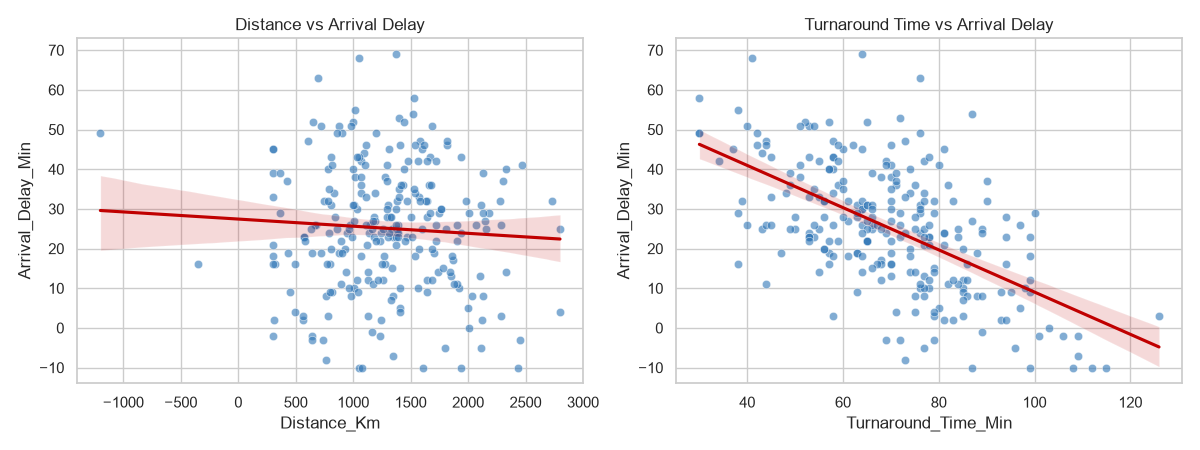 Distance vs Arrival Delay
70
60
50
40
30
20
10
0
−10
Arrival_Delay_Min
−1000 −500 0 500 1000 1500 2000 2500 3000
Distance_Km
Turnaround Time vs Arrival Delay
70
60
50
40
30
20
10
0
−10
Arrival_Delay_Min
40 60 80 100 120
Turnaround_Time_Min